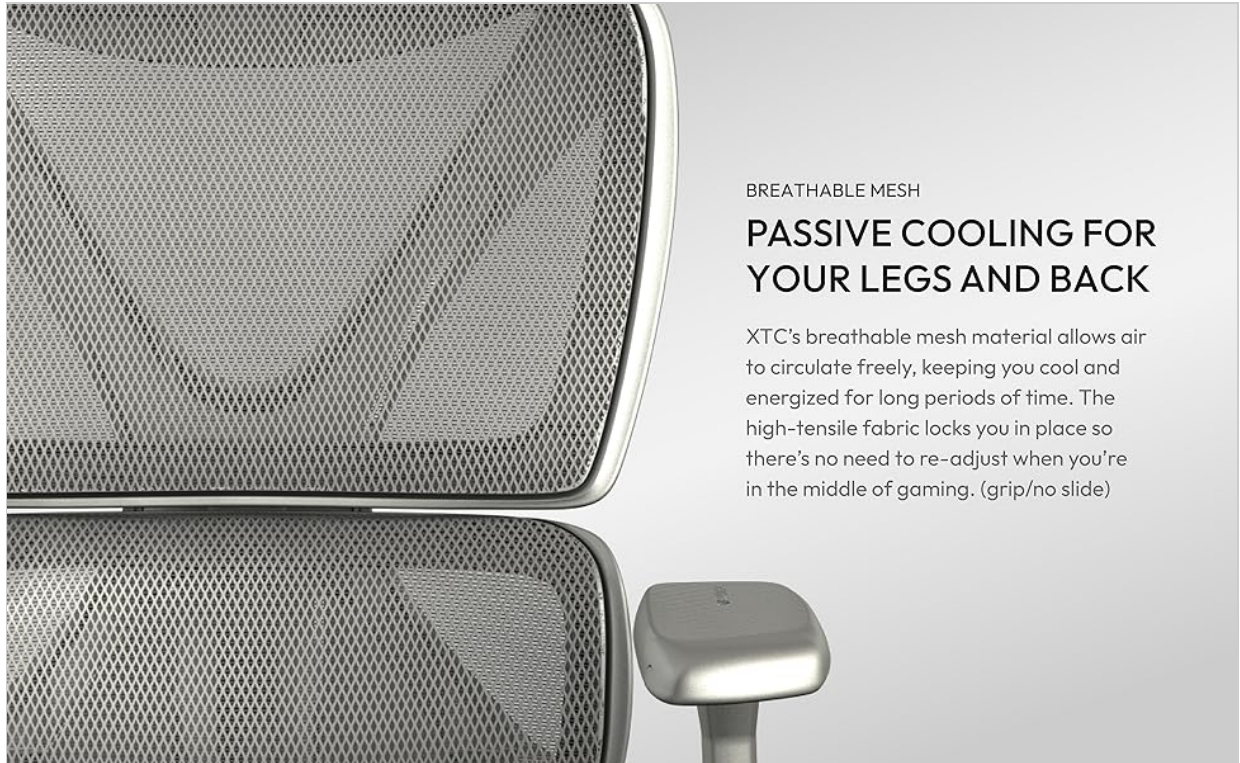 BREATHABLE MESH
PASSIVE COOLING FOR
YOUR LEGS AND BACK
XTC's breathable mesh material allows air
to circulate freely, keeping you cool and
energized for long periods of time. The
high-tensile fabric locks you in place so
there's no need to re-adjust when you're
in the middle of gaming. (grip/no slide)